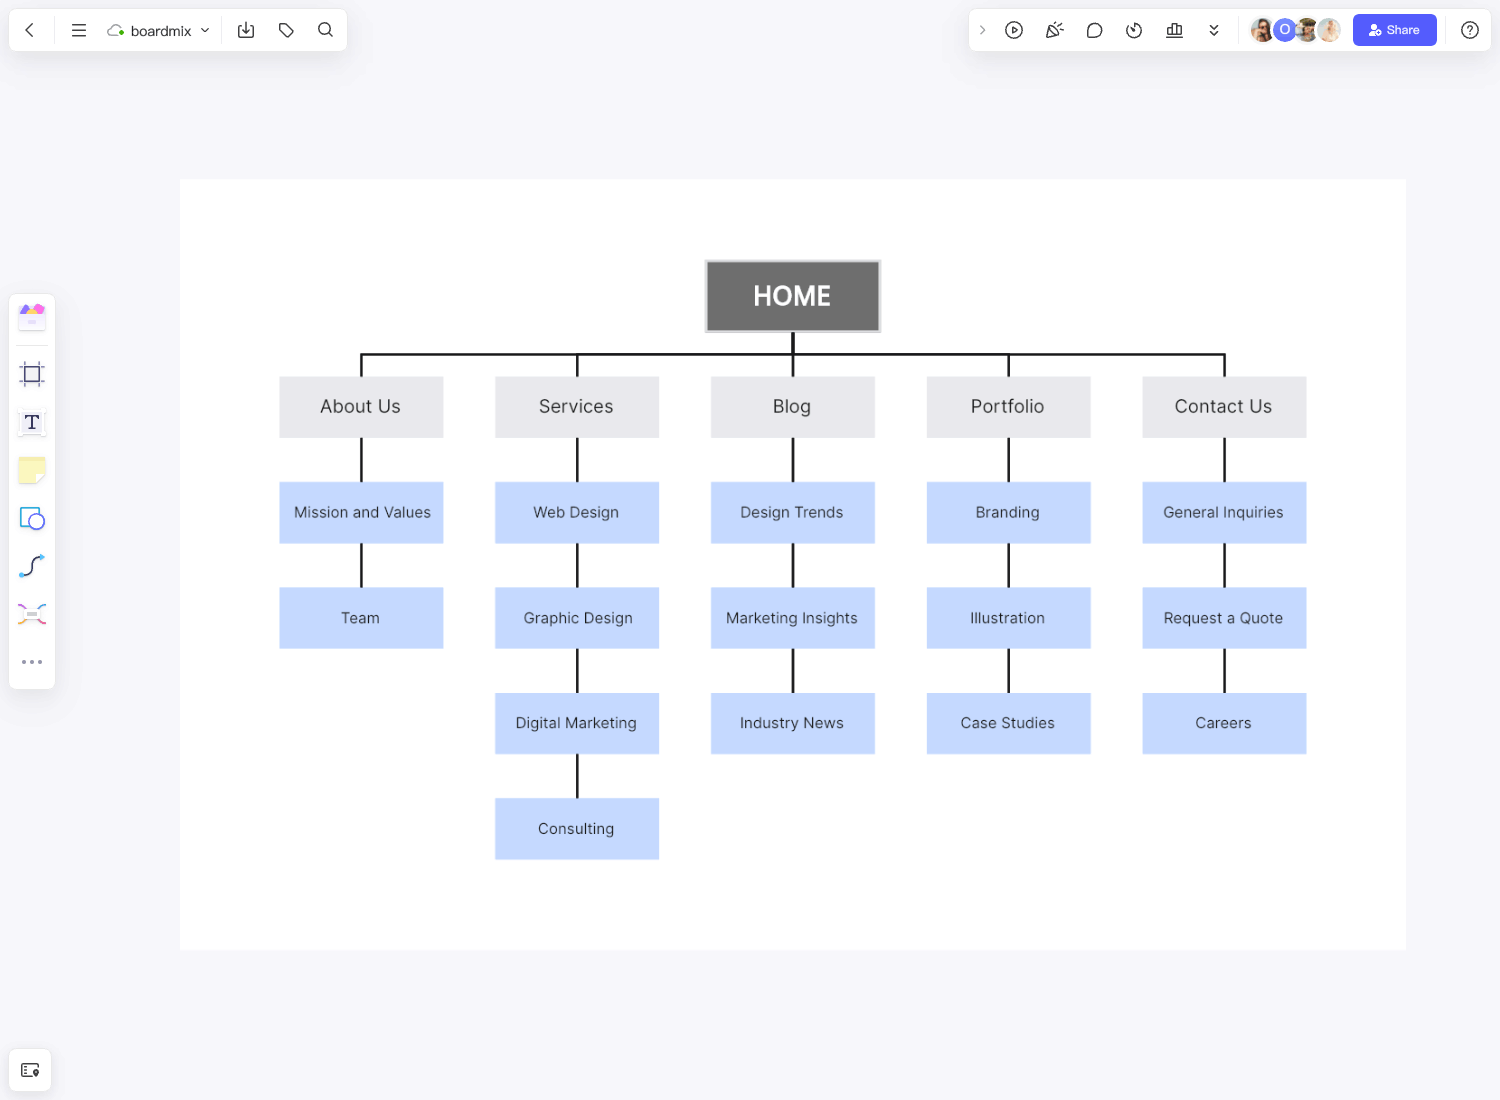 boardmix
O
Share
HOME
About Us
Services
Blog
Portfolio
Contact Us
Mission and Values
Web Design
Design Trends
Branding
General Inquiries
Team
Graphic Design
Marketing Insights
Illustration
Request a Quote
Digital Marketing
Industry News
Case Studies
Careers
Consulting
T